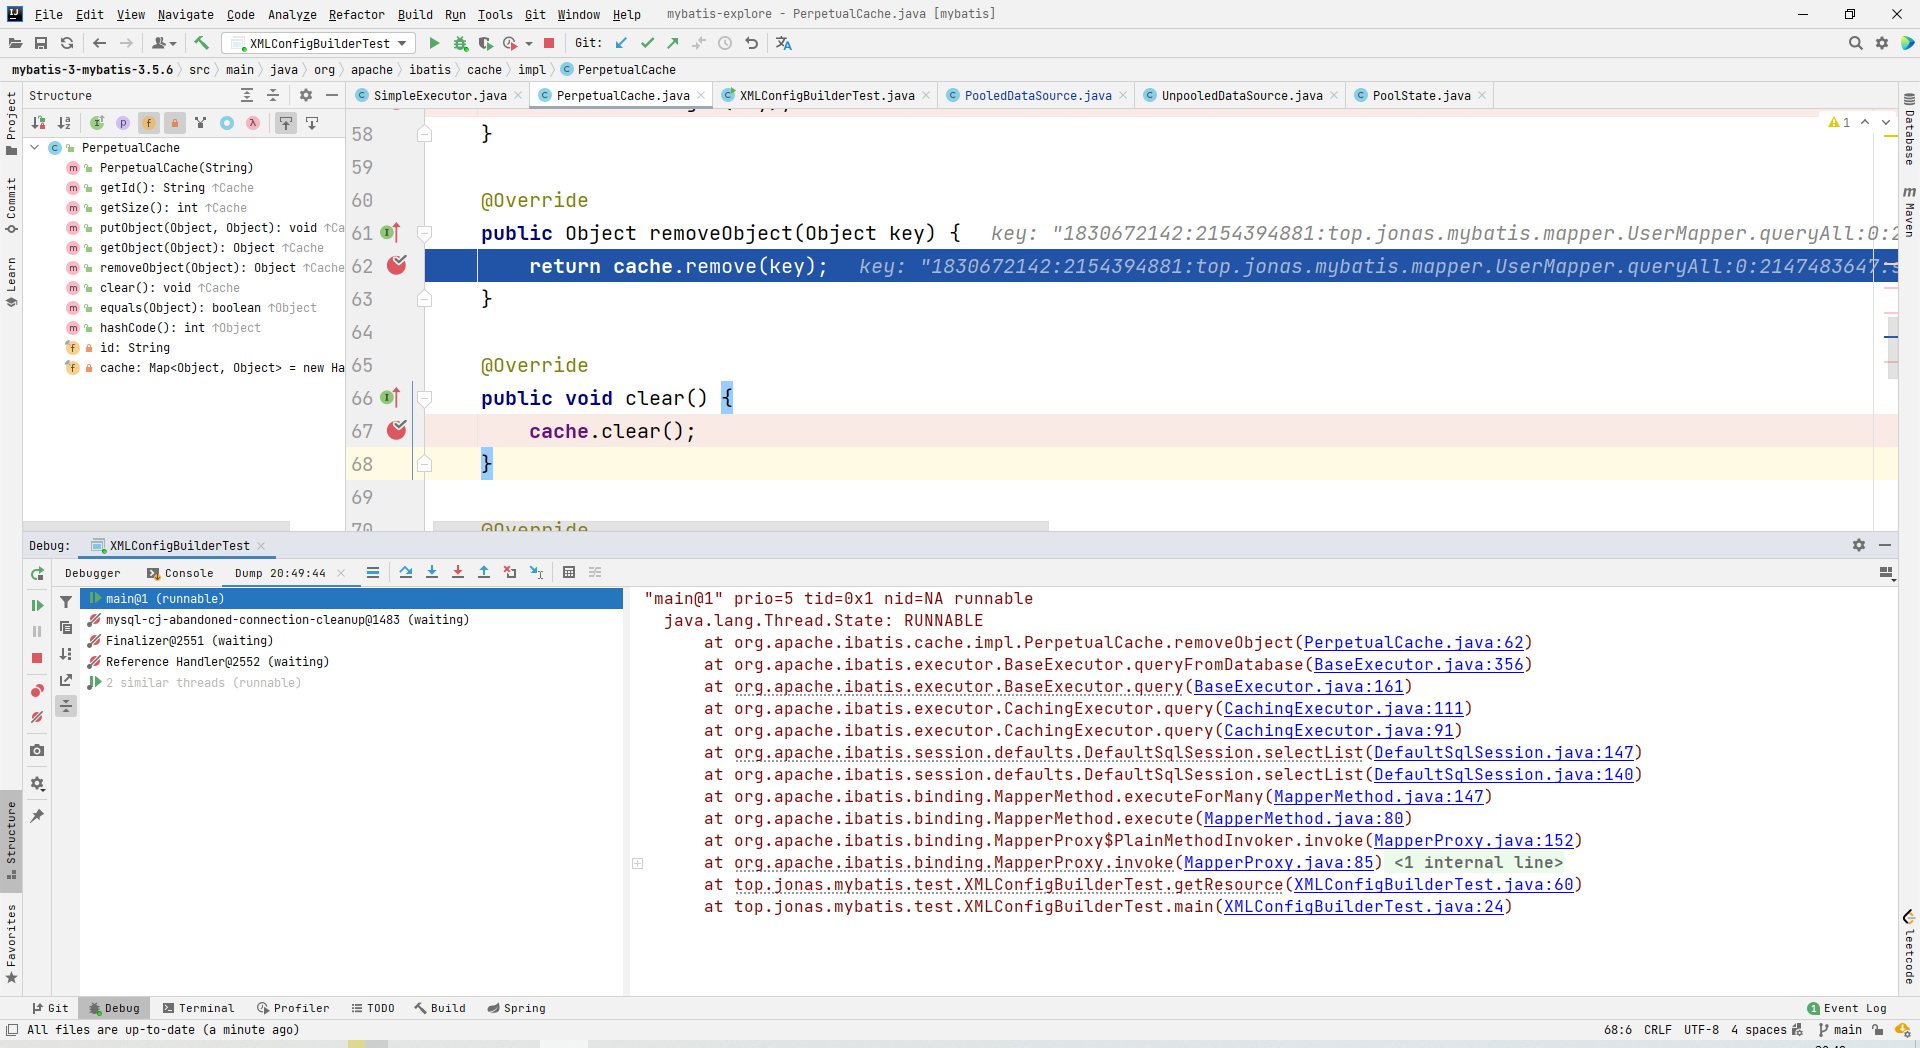 File Edit View Navigate Code Analyze Refactor Build Run Tools Git Window Help mybatis-explore - PerpetualCache.java [mybatis]
XMLConfigBuilderTest Git:
mybatis-3-mybatis-3.5.6 src main java org apache ibatis cache impl PerpetualCache
Structure
SimpleExecutor.java PerpetualCache.java XMLConfigBuilderTest.java PooledDataSource.java UnpooledDataSource.java PoolState.java
PerpetualCache
PerpetualCache(String)
getId(): String ↑Cache
getSize(): int ↑Cache
putObject(Object, Object): void ↑Ca
getObject(Object): Object ↑Cache
removeObject(Object): Object ↑Cache
clear(): void ↑Cache
equals(Object): boolean ↑Object
hashCode(): int ↑Object
id: String
cache: Map<Object, Object> = new Ha
1
58 }
59
60 @Override
61 public Object removeObject(Object key) { key: "1830672142:2154394881:top.jonas.mybatis.mapper.UserMapper.queryAll:0:2
62 return cache.remove(key); key: "1830672142:2154394881:top.jonas.mybatis.mapper.UserMapper.queryAll:0:2147483647:s
63 }
64
65 @Override
66 public void clear() {
67 cache.clear();
68 }
69
70 @Override
Debug: XMLConfigBuilderTest
Debugger Console Dump 20:49:44
main@1 (runnable)
mysql-cj-abandoned-connection-cleanup@1483 (waiting)
Finalizer@2551 (waiting)
Reference Handler@2552 (waiting)
2 similar threads (runnable)
"main@1" prio=5 tid=0x1 nid=NA runnable
java.lang.Thread.State: RUNNABLE
at org.apache.ibatis.cache.impl.PerpetualCache.removeObject(PerpetualCache.java:62)
at org.apache.ibatis.executor.BaseExecutor.queryFromDatabase(BaseExecutor.java:356)
at org.apache.ibatis.executor.BaseExecutor.query(BaseExecutor.java:161)
at org.apache.ibatis.executor.CachingExecutor.query(CachingExecutor.java:111)
at org.apache.ibatis.executor.CachingExecutor.query(CachingExecutor.java:91)
at org.apache.ibatis.session.defaults.DefaultSqlSession.selectList(DefaultSqlSession.java:147)
at org.apache.ibatis.session.defaults.DefaultSqlSession.selectList(DefaultSqlSession.java:140)
at org.apache.ibatis.binding.MapperMethod.executeForMany(MapperMethod.java:147)
at org.apache.ibatis.binding.MapperMethod.execute(MapperMethod.java:80)
at org.apache.ibatis.binding.MapperProxy$PlainMethodInvoker.invoke(MapperProxy.java:152)
at org.apache.ibatis.binding.MapperProxy.invoke(MapperProxy.java:85) <1 internal line>
at top.jonas.mybatis.test.XMLConfigBuilderTest.getResource(XMLConfigBuilderTest.java:60)
at top.jonas.mybatis.test.XMLConfigBuilderTest.main(XMLConfigBuilderTest.java:24)
Project
Commit
Learn
Structure
Favorites
Database
Maven
leetcode
Git Debug Terminal Profiler TODO Build Spring 1 Event Log
All files are up-to-date (a minute ago) 68:6 CRLF UTF-8 4 spaces main